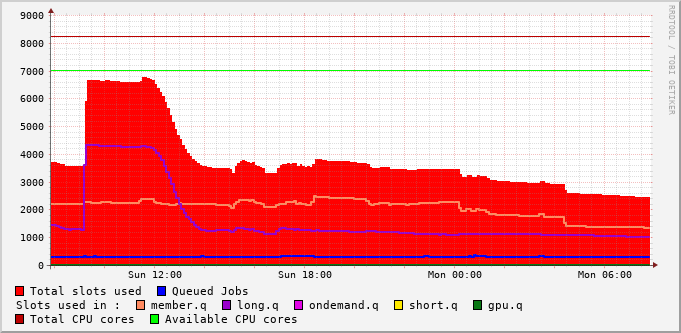 RRDTOOL / TOBI OETIKER
9000
8000
7000
6000
5000
4000
3000
2000
1000
0
Sun 12:00 Sun 18:00 Mon 00:00 Mon 06:00
Total slots used Queued Jobs
Slots used in : member.q long.q ondemand.q short.q gpu.q
Total CPU cores Available CPU cores